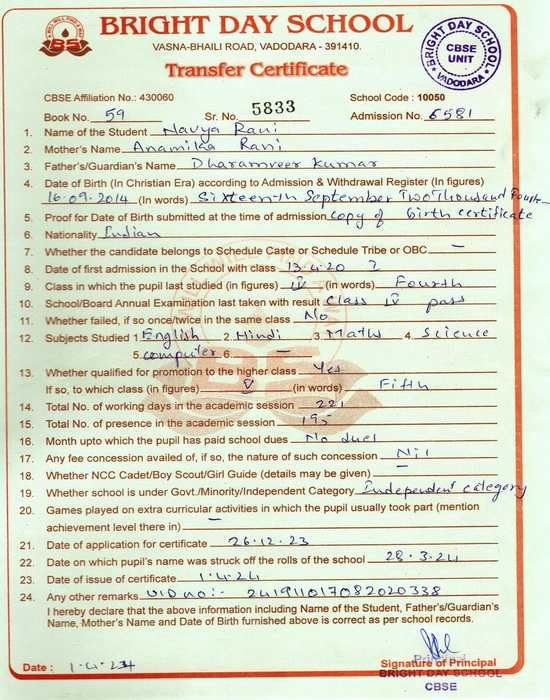 BRIGHT DAY SCHOOL
VASNA-BHAILI ROAD, VADODARA - 391410.
Transfer Certificate
BRIGHT DAY SCHOOL
CBSE
UNIT
VADODARA
CBSE Affiliation No.: 430060 School Code : 10050
Book No. 59 Sr. No. 5833 Admission No. 6581
1. Name of the Student Navya Rani
2. Mother's Name Anamika Rani
3. Father's/Guardian's Name Dharamveer Kumar
4. Date of Birth (In Christian Era) according to Admission & Withdrawal Register (In figures)
16.09.2014 (In words) Sixteenth September Two Thousand Fourte
5. Proof for Date of Birth submitted at the time of admission copy of birth certificate
6. Nationality Indian
7. Whether the candidate belongs to Schedule Caste or Schedule Tribe or OBC —
8. Date of first admission in the School with class 13.4.20
9. Class in which the pupil last studied (in figures) IV (in words) Fourth
10. School/Board Annual Examination last taken with result Class IV pass
11. Whether failed, if so once/twice in the same class No
12. Subjects Studied 1. English 2. Hindi 3. Maths 4. Science
5. computer 6. —
13. Whether qualified for promotion to the higher class Yes
If so, to which class (in figures) V (in words) Fifth
14. Total No. of working days in the academic session 221
15. Total No. of presence in the academic session 195
16. Month upto which the pupil has paid school dues No dues
17. Any fee concession availed of, if so, the nature of such concession Nil
18. Whether NCC Cadet/Boy Scout/Girl Guide (details may be given) —
19. Whether school is under Govt./Minority/Independent Category Independent category
20. Games played on extra curricular activities in which the pupil usually took part (mention
achievement level there in) —
21. Date of application for certificate 26.12.23
22. Date on which pupil's name was struck off the rolls of the school 28.3.24
23. Date of issue of certificate 1.4.24
24. Any other remarks UID no:- 241911017082020338
I hereby declare that the above information including Name of the Student, Father's/Guardian's
Name, Mother's Name and Date of Birth furnished above is correct as per school records.
Date : 1.4.24
Principal
Signature of Principal
BRIGHT DAY SCHOOL
CBSE